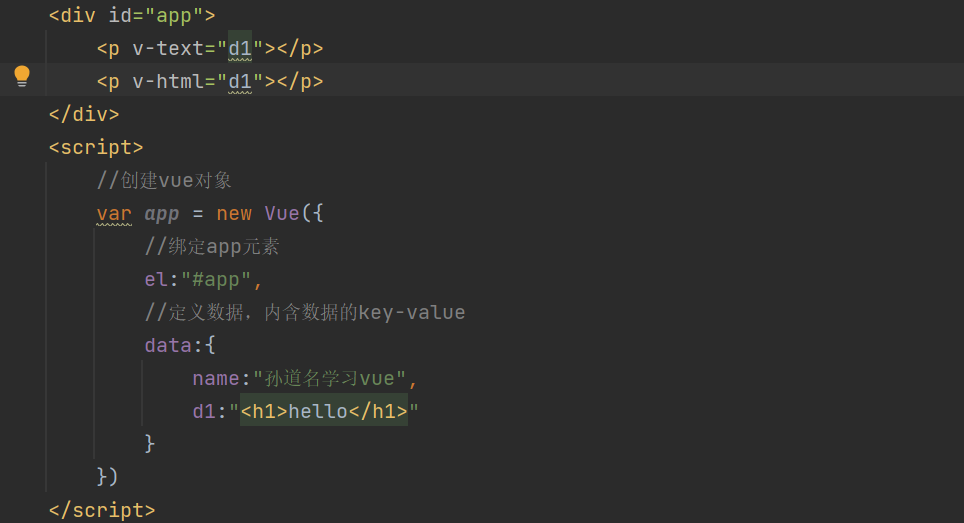 <div id="app">
    <p v-text="d1"></p>
    <p v-html="d1"></p>
</div>
<script>
    //创建vue对象
    var app = new Vue({
        //绑定app元素
        el:"#app",
        //定义数据，内含数据的key-value
        data:{
            name:"孙道名学习vue",
            d1:"<h1>hello</h1>"
        }
    })
</script>